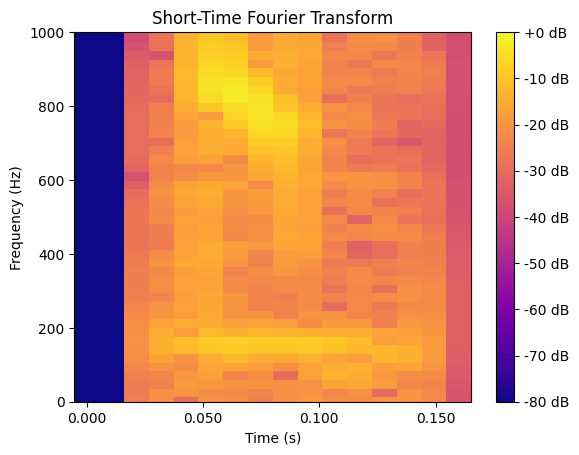 Short-Time Fourier Transform
1000
800
600
400
200
0
Frequency (Hz)
0.000
0.050
0.100
0.150
Time (s)
+0 dB
-10 dB
-20 dB
-30 dB
-40 dB
-50 dB
-60 dB
-70 dB
-80 dB